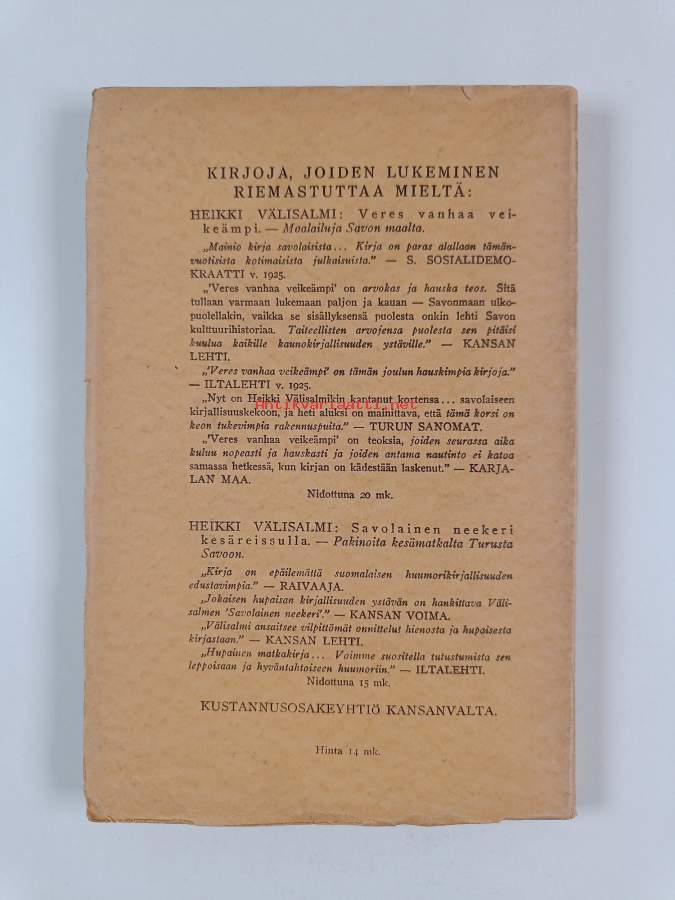 KIRJOJA, JOIDEN LUKEMINEN
RIEMASTUTTAA MIELTÄ:
HEIKKI VÄLISALMI: Veres vanhaa vei-
keämpi. — Maalailuja Savon maalta.
„Mainio kirja savolaisista... Kirja on paras alallaan tämän-
vuotisista kotimaisista julkaisuista." — S. SOSIALIDEMO-
KRAATTI v. 1925.
„'Veres vanhaa veikeämpi' on arvokas ja hauska teos. Sitä
tullaan varmaan lukemaan paljon ja kauan — Savonmaan ulko-
puolellakin, vaikka se sisällyksensä puolesta onkin lehti Savon
kulttuurihistoriaa. Taiteellisten arvojensa puolesta sen pitäisi
kuulua kaikille kaunokirjallisuuden ystäville." — KANSAN
LEHTI.
„'Veres vanhaa veikeämpi' on tämän joulun hauskimpia kirjoja."
— ILTALEHTI v. 1925.
„Nyt on Heikki Välisalmikin kantanut kortensa... savolaiseen
Antikvariaatti.net
kirjallisuuskekoon, ja heti aluksi on mainittava, että tämä korsi on
keon tukevimpia rakennuspuita." — TURUN SANOMAT.
„'Veres vanhaa veikeämpi' on teoksia, joiden seurassa aika
kuluu nopeasti ja hauskasti ja joiden antama nautinto ei katoa
samassa hetkessä, kun kirjan on kädestään laskenut." — KARJA-
LAN MAA.
Nidottuna 20 mk.
HEIKKI VÄLISALMI: Savolainen neekeri
kesäreissulla. — Pakinoita kesämatkalta Turusta
Savoon.
„Kirja on epäilemättä suomalaisen huumorikirjallisuuden
edustavimpia." — RAIVAAJA.
„Jokaisen hupaisan kirjallisuuden ystävän on hankittava Väli-
salmen 'Savolainen neekeri'." — KANSAN VOIMA.
„Välisalmi ansaitsee vilpittömät onnittelut hienosta ja hupaisesta
kirjastaan." — KANSAN LEHTI.
„Hupainen matkakirja... Voimme suositella tutustumista sen
leppoisaan ja hyväntahtoiseen huumoriin." — ILTALEHTI.
Nidottuna 15 mk.
KUSTANNUSOSAKEYHTIÖ KANSANVALTA.
Hinta 14 mk.